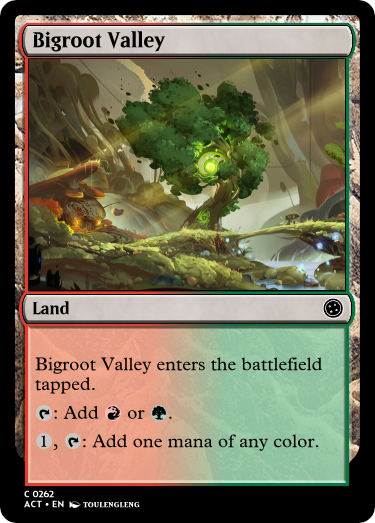 Bigroot Valley
Land
Bigroot Valley enters the battlefield
tapped.
: Add or .
1, : Add one mana of any color.
C 0262
ACT • EN TOULENGLENG